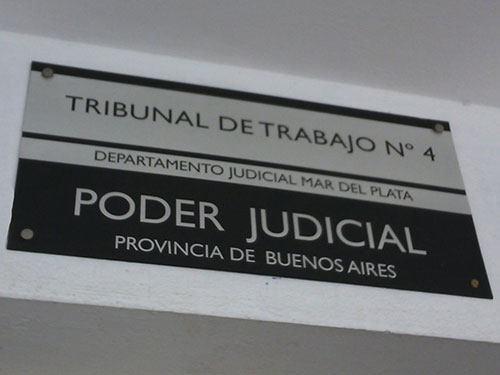 TRIBUNAL DE TRABAJO Nº 4
DEPARTAMENTO JUDICIAL MAR DEL PLATA
PODER JUDICIAL
PROVINCIA DE BUENOS AIRES